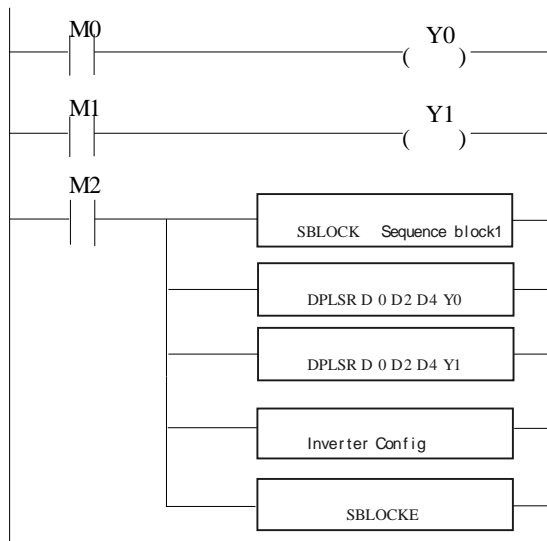 M0 Y0
M1 Y1
M2
SBLOCK Sequence block1
DPLSR D 0 D2 D4 Y0
DPLSR D 0 D2 D4 Y1
Inverter Config
SBLOCKE